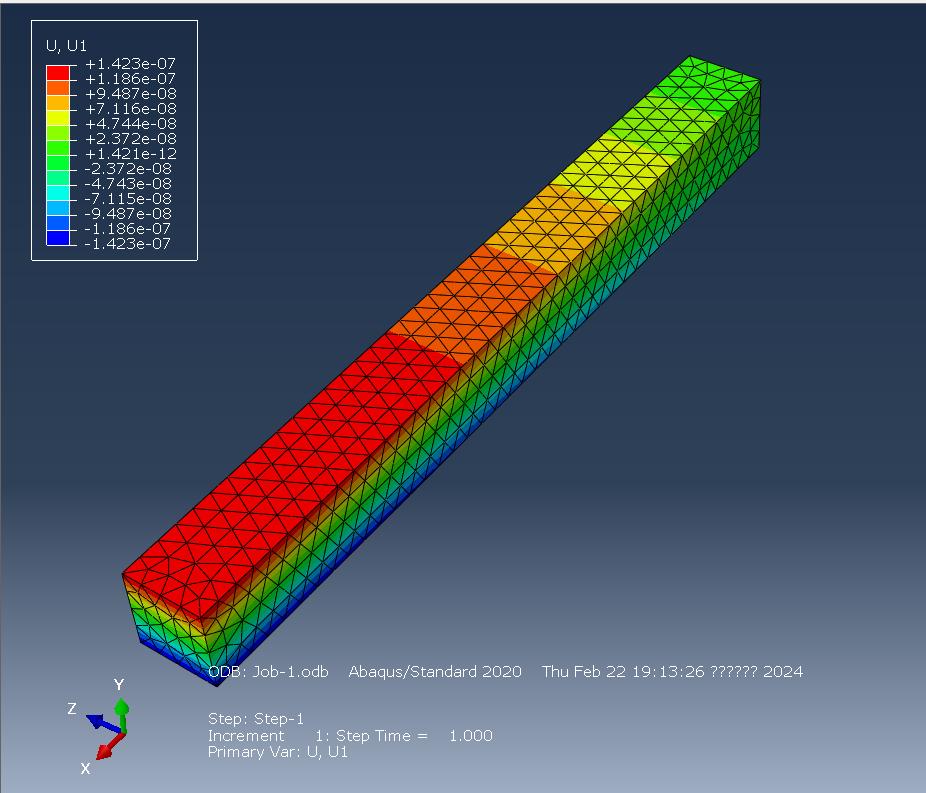 U, U1
+1.423e-07
+1.186e-07
+9.487e-08
+7.116e-08
+4.744e-08
+2.372e-08
+1.421e-12
-2.372e-08
-4.743e-08
-7.115e-08
-9.487e-08
-1.186e-07
-1.423e-07
Y
Z
X
ODB: Job-1.odb Abaqus/Standard 2020 Thu Feb 22 19:13:26 ?????? 2024
Step: Step-1
Increment 1: Step Time = 1.000
Primary Var: U, U1